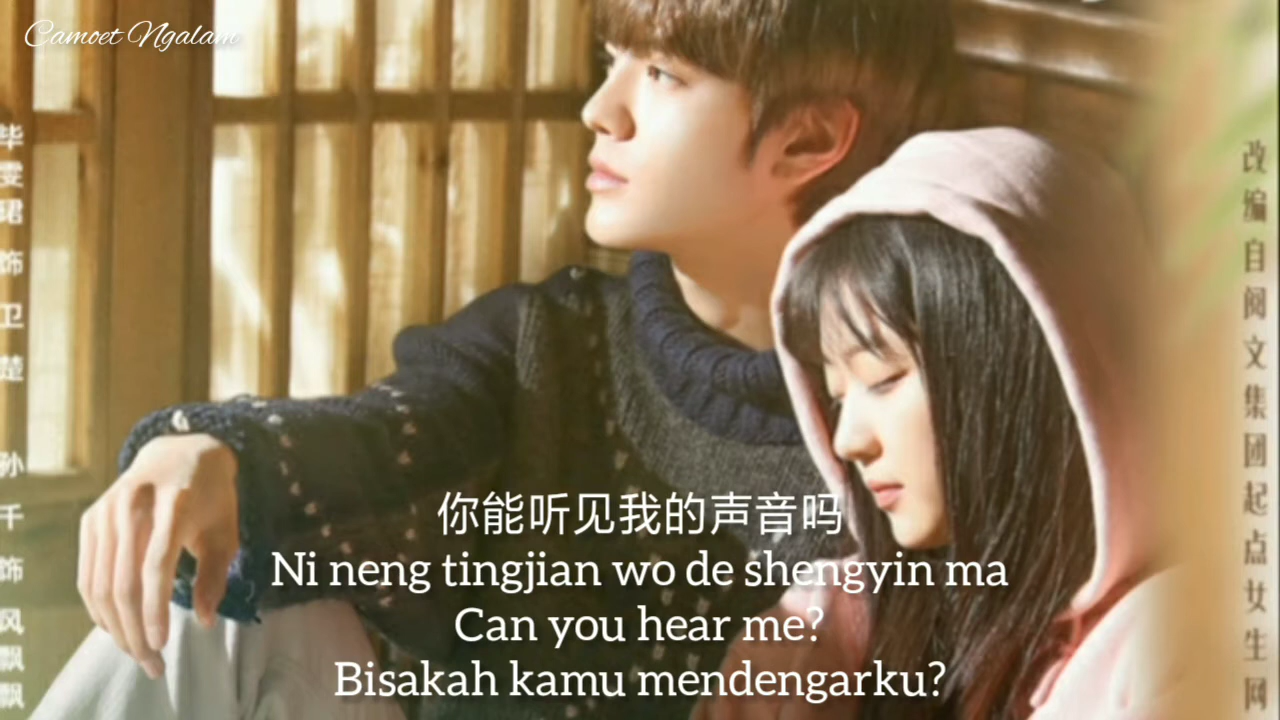 Camoet Ngalam
毕雯珺 饰 卫楚
孙千 饰 风飘飘
改编自阅文集团起点女生网
你能听见我的声音吗
Ni neng tingjian wo de shengyin ma
Can you hear me?
Bisakah kamu mendengarku?